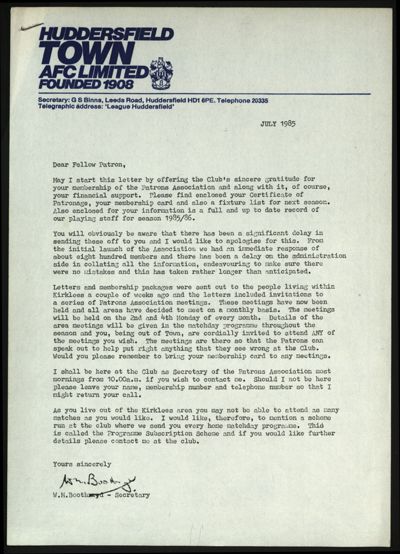 HUDDERSFIELD
TOWN
AFC LIMITED
FOUNDED 1908
Secretary: G S Binns, Leeds Road, Huddersfield HD1 6PE. Telephone 20335
Telegraphic address: 'League Huddersfield'
JULY 1985
Dear Fellow Patron,
May I start this letter by offering the Club's sincere gratitude for
your membership of the Patrons Association and along with it, of course,
your financial support. Please find enclosed your Certificate of
Patronage, your membership card and also a fixture list for next season.
Also enclosed for your information is a full and up to date record of
our playing staff for season 1985/86.
You will obviously be aware that there has been a significant delay in
sending these off to you and I would like to apologise for this. From
the initial launch of the Association we had an immediate response of
about eight hundred members and there has been a delay on the administration
side in collating all the information, endeavouring to make sure there
were no mistakes and this has taken rather longer than anticipated.
Letters and membership packages were sent out to the people living within
Kirklees a couple of weeks ago and the letters included invitations to
a series of Patrons Association meetings. These meetings have now been
held and all areas have decided to meet on a monthly basis. The meetings
will be held on the 2nd and 4th Monday of every month. Details of the
area meetings will be given in the matchday programme throughout the
season and you, being out of Town, are cordially invited to attend ANY of
the meetings you wish. The meetings are there so that the Patrons can
speak out to help put right anything that they see wrong at the Club.
Would you please remember to bring your membership card to any meetings.
I shall be here at the Club as Secretary of the Patrons Association most
mornings from 10.00a.m. if you wish to contact me. Should I not be here
please leave your name, membership number and telephone number so that I
might return your call.
As you live out of the Kirklees area you may not be able to attend as many
matches as you would like. I would like, therefore, to mention a scheme
run at the club where we send you every home matchday programme. This
is called the Programme Subscription Scheme and if you would like further
details please contact me at the club.
Yours sincerely
W.H.Boothroyd - Secretary